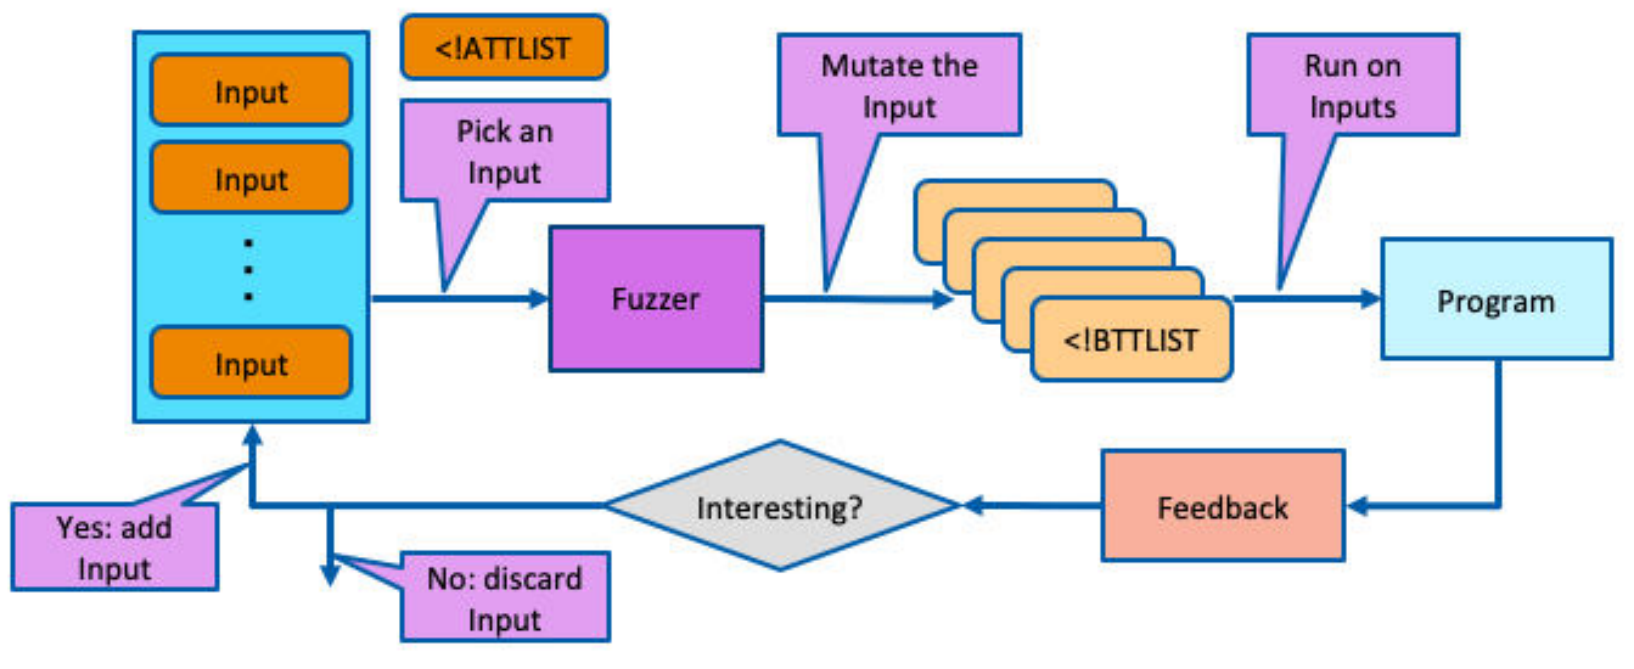 Input
Input
Input
<!ATTLIST
Pick an
Input
Fuzzer
Mutate the
Input
<!BTTLIST
Run on
Inputs
Program
Feedback
Interesting?
Yes: add
Input
No: discard
Input